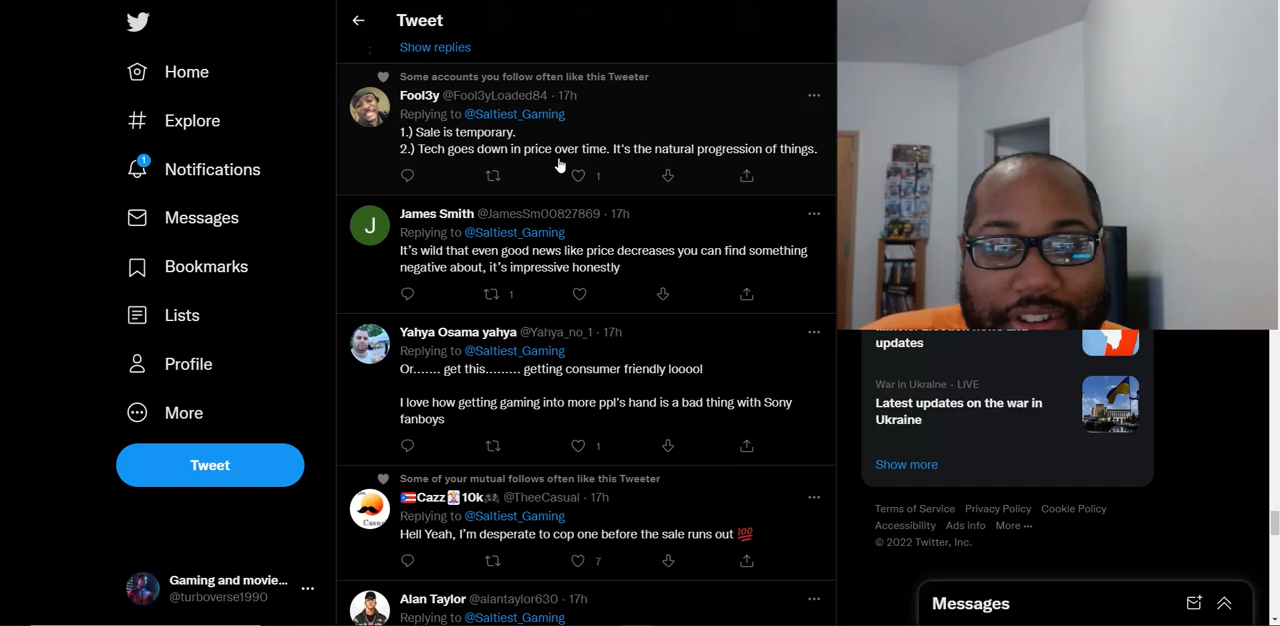 Home
Explore
1
Notifications
Messages
Bookmarks
Lists
Profile
More
Tweet
Gaming and movie...
@turboverse1990
Tweet
Show replies
Some accounts you follow often like this Tweeter
Fool3y @Fool3yLoaded84 · 17h
Replying to @Saltiest_Gaming
1.) Sale is temporary.
2.) Tech goes down in price over time. It's the natural progression of things.
1
J
James Smith @JamesSm00827869 · 17h
Replying to @Saltiest_Gaming
It's wild that even good news like price decreases you can find something
negative about, it's impressive honestly
1
Yahya Osama yahya @Yahya_no_1 · 17h
Replying to @Saltiest_Gaming
Or....... get this......... getting consumer friendly looool
I love how getting gaming into more ppl's hand is a bad thing with Sony
fanboys
1
Some of your mutual follows often like this Tweeter
🇵🇷Cazz🃏10k🎮 @TheeCasual · 17h
Replying to @Saltiest_Gaming
Hell Yeah, I'm desperate to cop one before the sale runs out 💯
7
Alan Taylor @alantaylor630 · 17h
Replying to @Saltiest_Gaming
updates
War in Ukraine · LIVE
Latest updates on the war in
Ukraine
Show more
Terms of Service Privacy Policy Cookie Policy
Accessibility Ads info More ···
© 2022 Twitter, Inc.
Messages